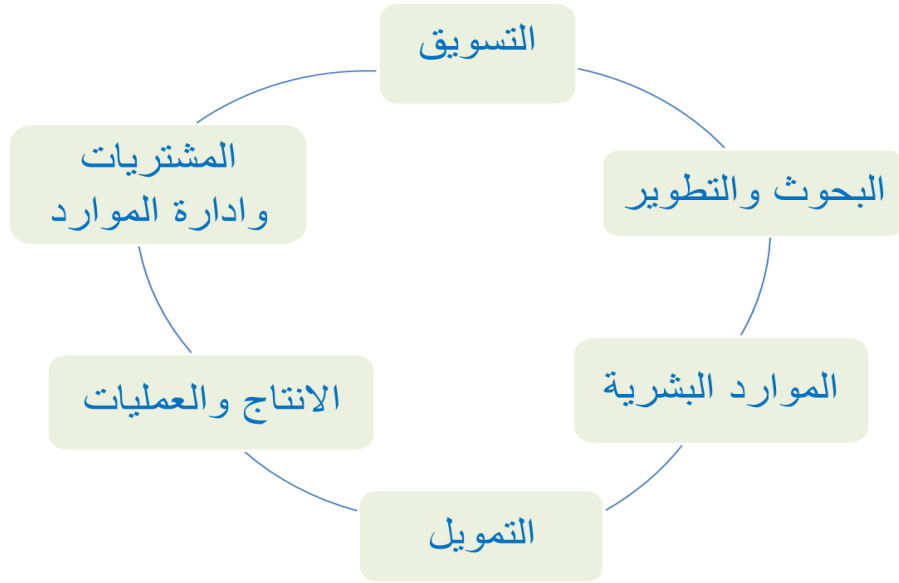 التسويق
البحوث والتطوير
الموارد البشرية
التمويل
الانتاج والعمليات
المشتريات
وادارة الموارد